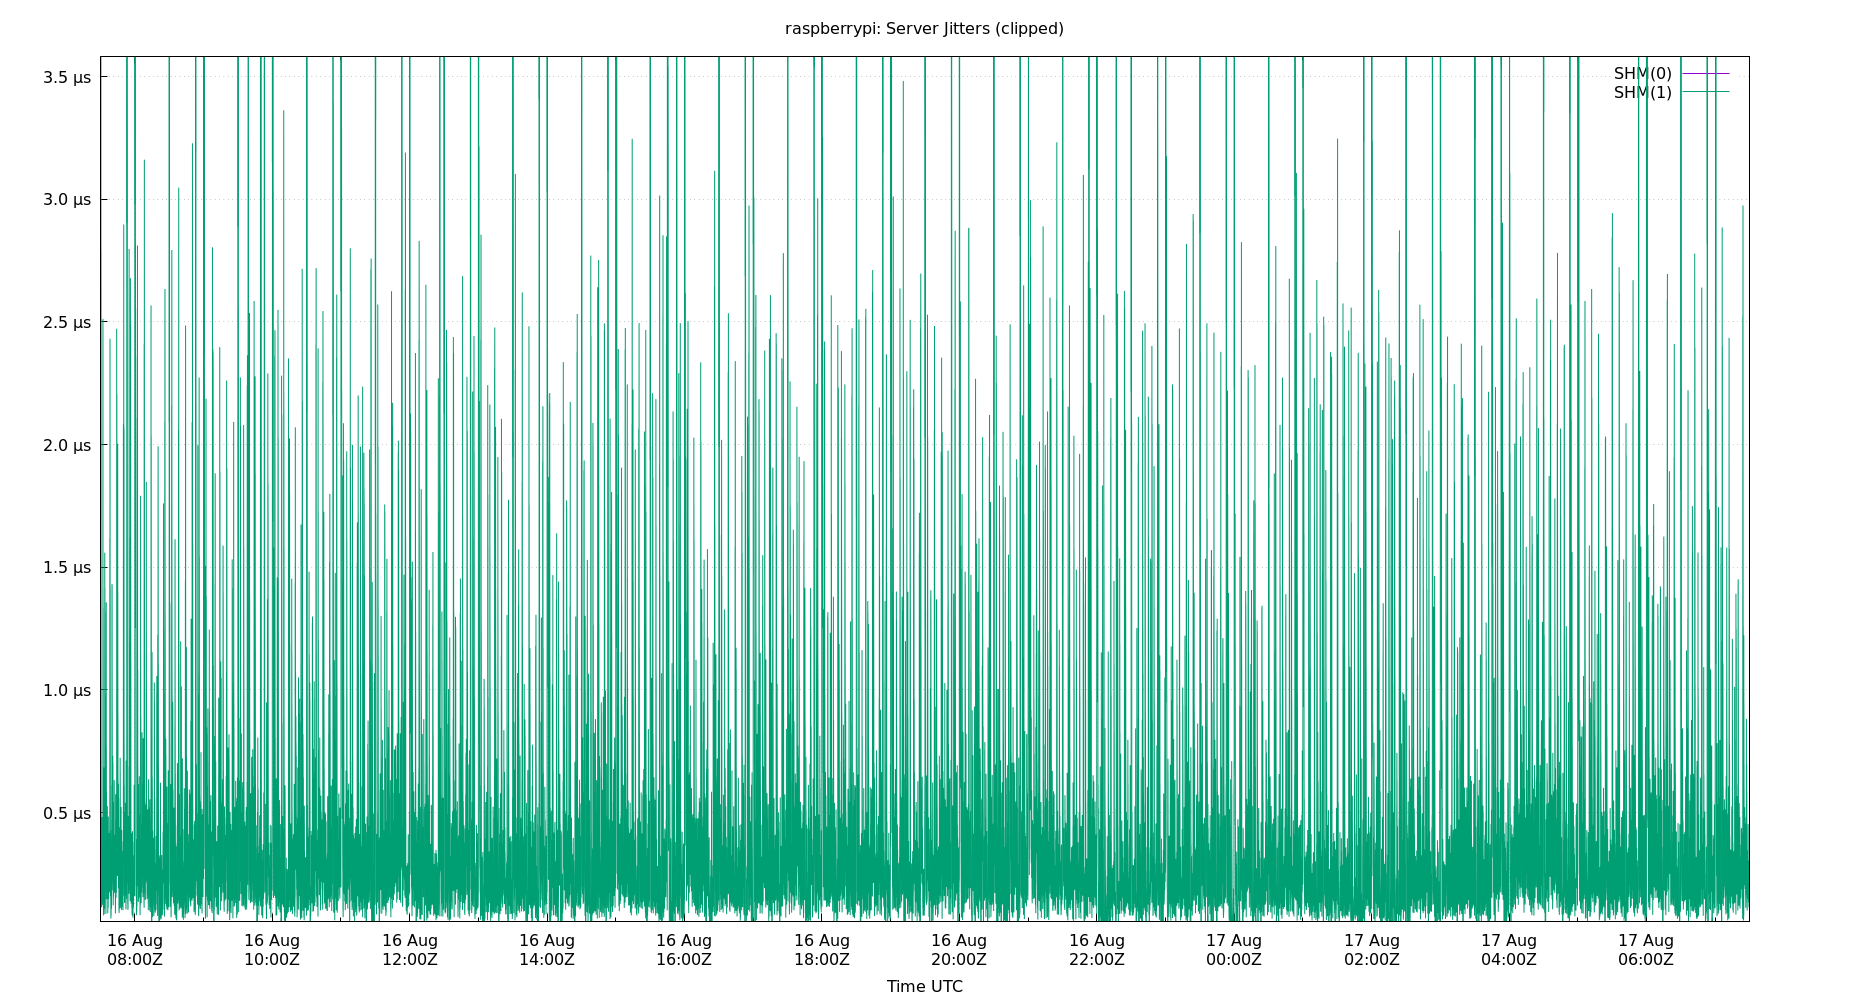 raspberrypi: Server Jitters (clipped)
3.5 µs
SHM(0)
SHM(1)
3.0 µs
2.5 µs
2.0 µs
1.5 µs
1.0 µs
0.5 µs
16 Aug 16 Aug 16 Aug 16 Aug 16 Aug 16 Aug 16 Aug 16 Aug 17 Aug 17 Aug 17 Aug 17 Aug
08:00Z 10:00Z 12:00Z 14:00Z 16:00Z 18:00Z 20:00Z 22:00Z 00:00Z 02:00Z 04:00Z 06:00Z
Time UTC